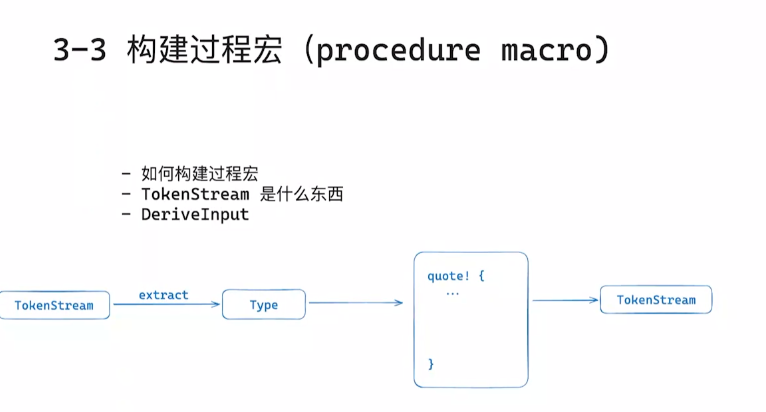 3-3 构建过程宏（procedure macro）
- 如何构建过程宏
- TokenStream 是什么东西
- DeriveInput
TokenStream
extract
Type
quote! {
...
}
TokenStream